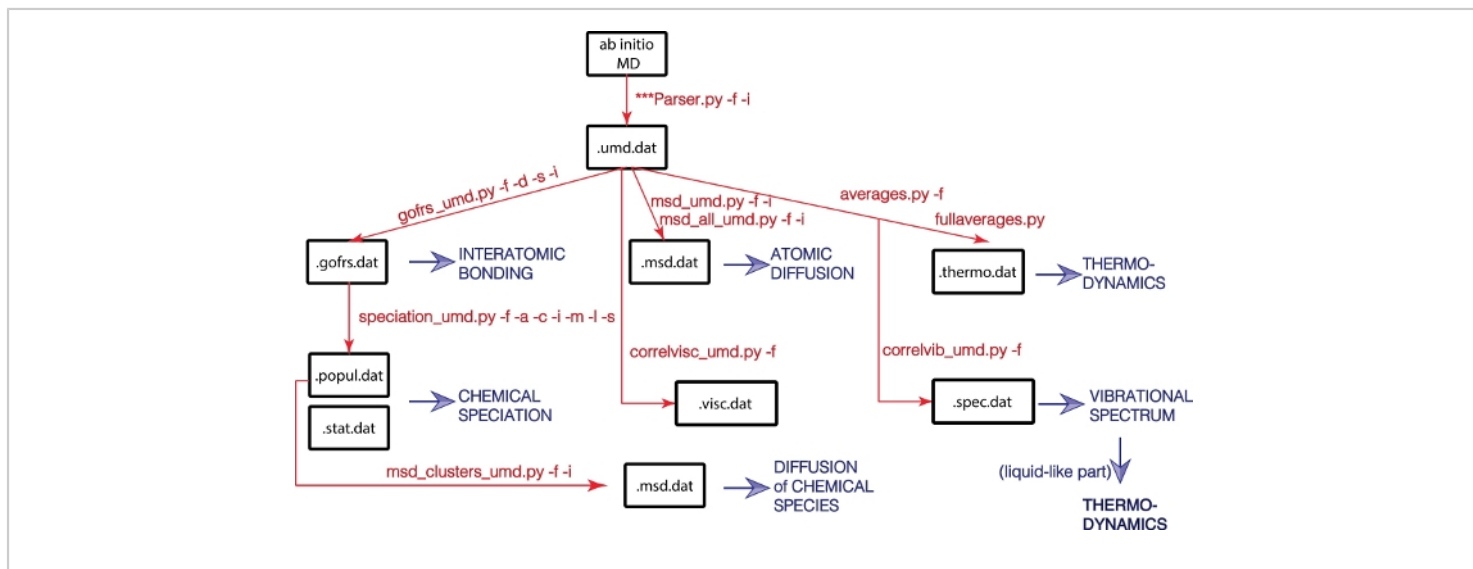 ab initio
MD
***Parser.py -f -i
.umd.dat
gofrs_umd.py -f -d -s -i
msd_umd.py -f -i
msd_all_umd.py -f -i
averages.py -f
fullaverages.py
.gofrs.dat
INTERATOMIC
BONDING
.msd.dat
ATOMIC
DIFFUSION
.thermo.dat
THERMO-
DYNAMICS
speciation_umd.py -f -a -c -i -m -l -s
correlvisc_umd.py -f
correlvib_umd.py -f
.popul.dat
.stat.dat
CHEMICAL
SPECIATION
.visc.dat
.spec.dat
VIBRATIONAL
SPECTRUM
msd_clusters_umd.py -f -i
.msd.dat
DIFFUSION
of CHEMICAL
SPECIES
(liquid-like part)
THERMO-
DYNAMICS